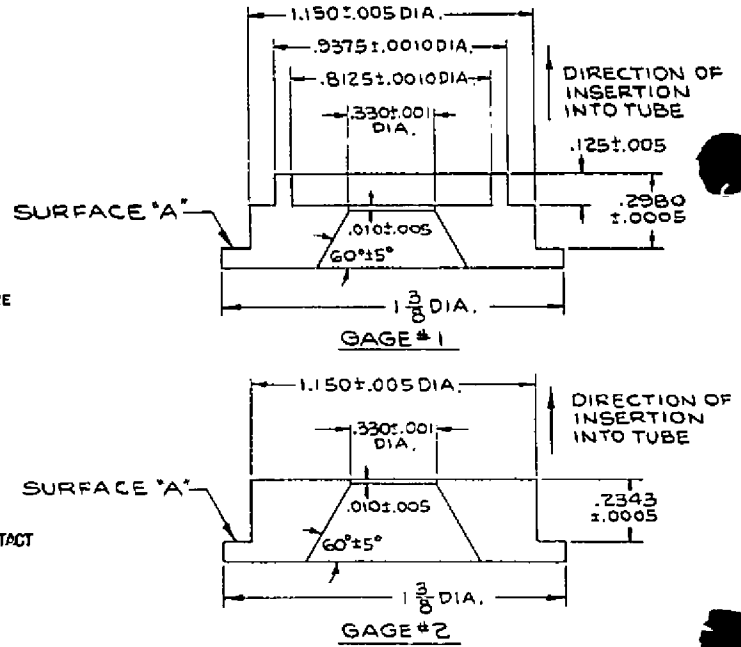 1.150±.005 DIA.
.9375±.0010 DIA.
.8125±.0010 DIA.
.330±.001
DIA.
DIRECTION OF
INSERTION
INTO TUBE
.125±.005
.2980
±.0005
SURFACE "A"
.010±.005
60°±5°
1 3/8 DIA.
GAGE #1
1.150±.005 DIA.
.330±.001
DIA.
DIRECTION OF
INSERTION
INTO TUBE
SURFACE "A"
.010±.005
.2343
±.0005
60°±5°
1 3/8 DIA.
GAGE #2